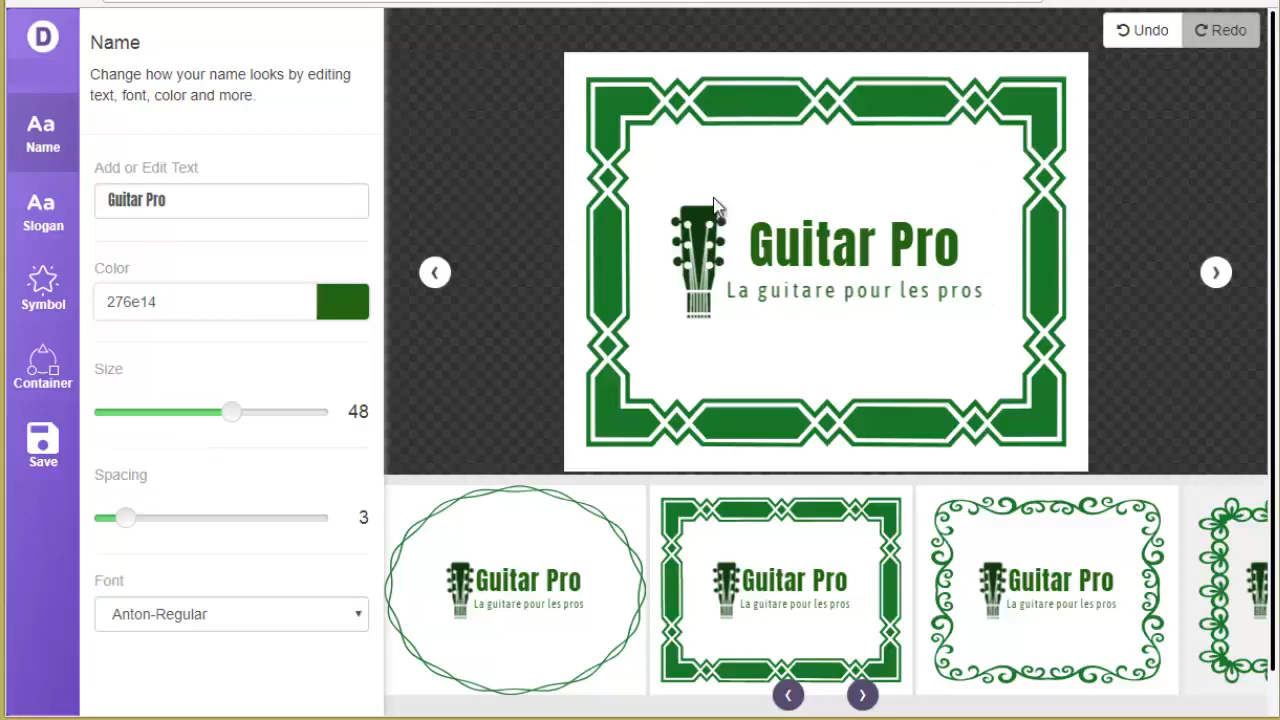 D
Aa
Name
Aa
Slogan
Symbol
Container
Save
Name
Change how your name looks by editing
text, font, color and more.
Add or Edit Text
Guitar Pro
Color
276e14
Size
48
Spacing
3
Font
Anton-Regular
Undo
Redo
Guitar Pro
La guitare pour les pros
Guitar Pro
La guitare pour les pros
Guitar Pro
La guitare pour les pros
Guitar Pro
La guitare pour les pros